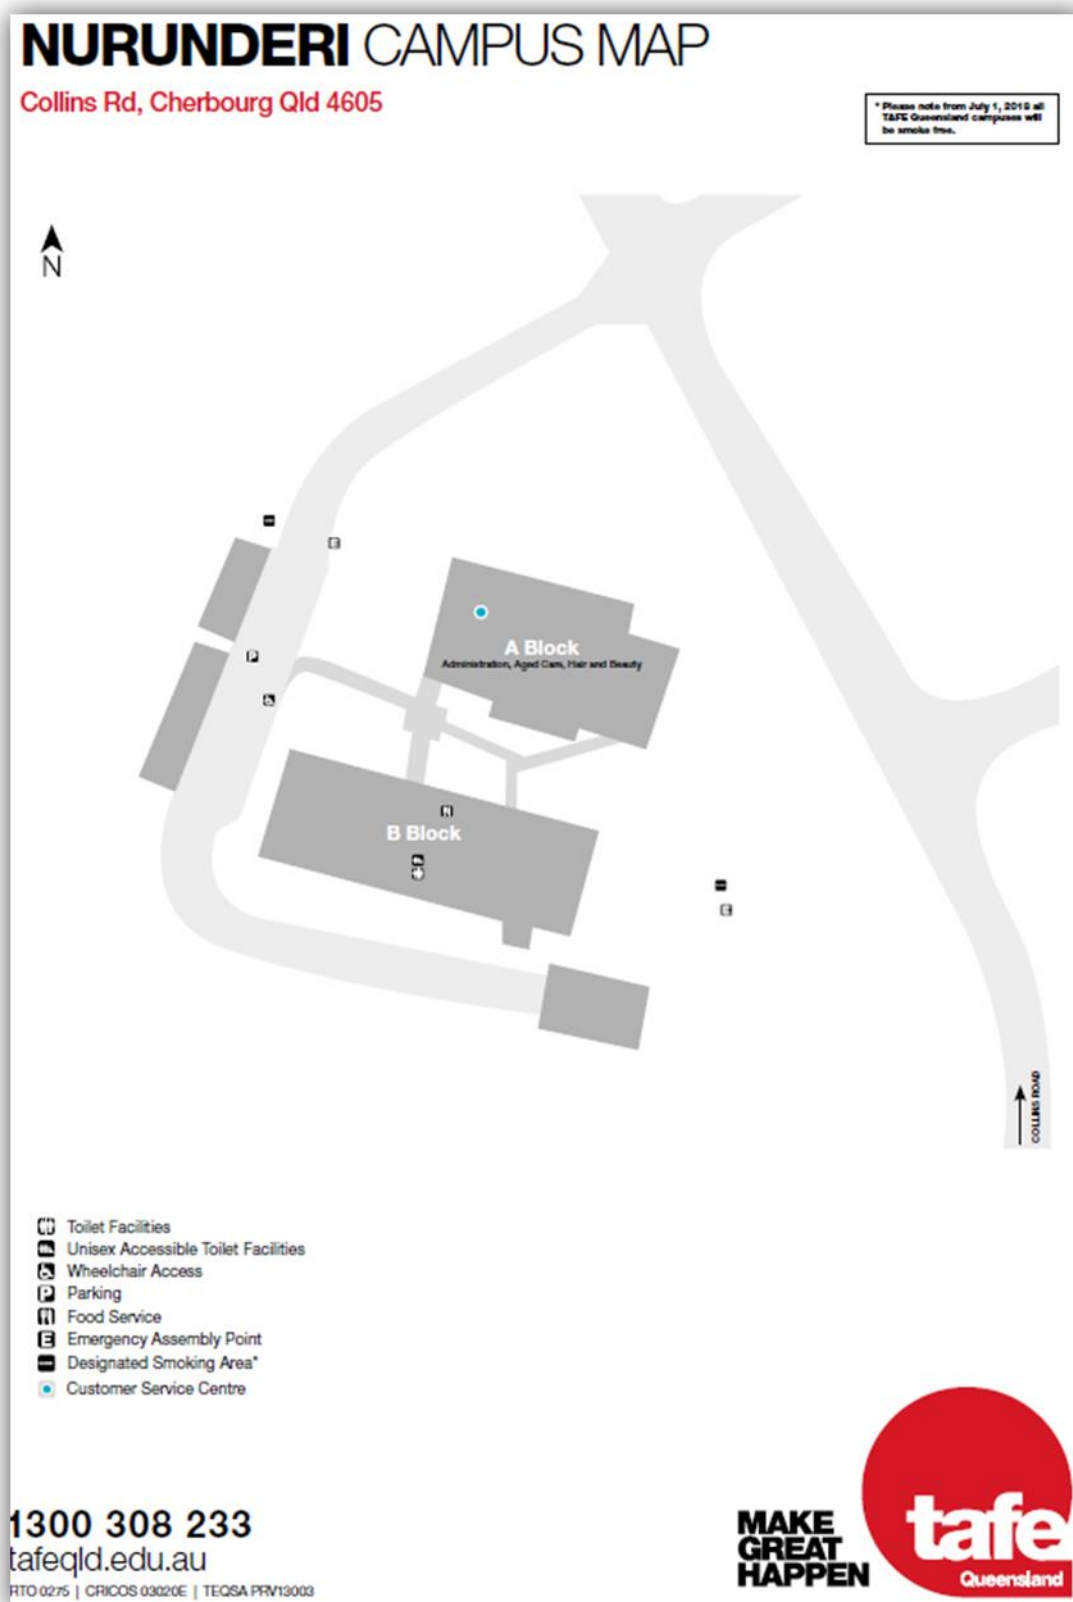 NURUNDERI CAMPUS MAP
Collins Rd, Cherbourg Qld 4605
* Please note from July 1, 2019 all
TAFE Queensland campuses will
be smoke free.
N
E
A Block
Administration, Aged Care, Hair and Beauty
P
B Block
E
COLLINS ROAD
Toilet Facilities
Unisex Accessible Toilet Facilities
Wheelchair Access
P Parking
Food Service
E Emergency Assembly Point
Designated Smoking Area*
Customer Service Centre
1300 308 233
tafeqld.edu.au
RTO 0275 | CRICOS 03020E | TEQSA PRV13003
MAKE
GREAT
HAPPEN
tafe
Queensland